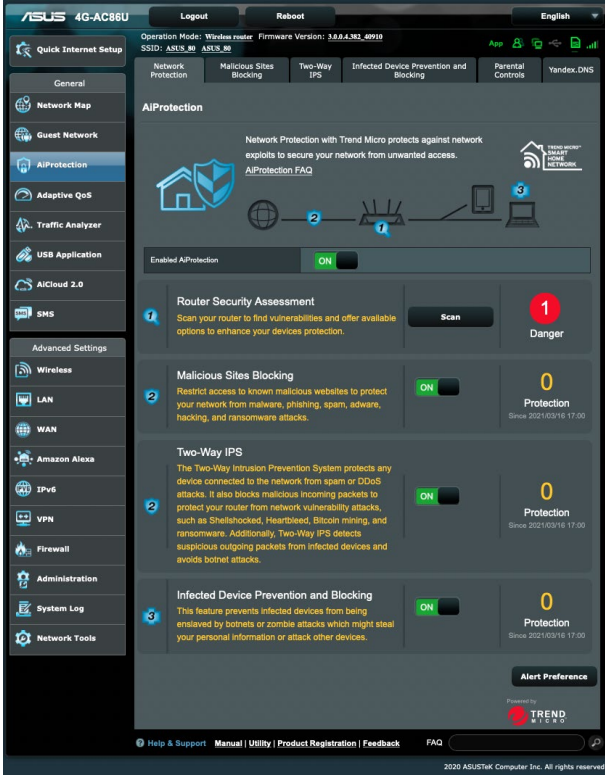 ASUS 4G-AC86U
Logout
Reboot
English
Operation Mode: Wireless router Firmware Version: 3.0.0.4.382_40910
SSID: ASUS_80 ASUS_80
App
Quick Internet Setup
General
Network Map
Guest Network
AiProtection
Adaptive QoS
Traffic Analyzer
USB Application
AiCloud 2.0
SMS
SMS
Advanced Settings
Wireless
LAN
WAN
Amazon Alexa
IPv6
VPN
Firewall
Administration
System Log
Network Tools
Network Protection
Malicious Sites Blocking
Two-Way IPS
Infected Device Prevention and Blocking
Parental Controls
Yandex.DNS
AiProtection
Network Protection with Trend Micro protects against network
exploits to secure your network from unwanted access.
AiProtection FAQ
TREND MICRO™
SMART
HOME
NETWORK
2
1
3
Enabled AiProtection
ON
1
Router Security Assessment
Scan your router to find vulnerabilities and offer available
options to enhance your devices protection.
Scan
1
Danger
2
Malicious Sites Blocking
Restrict access to known malicious websites to protect
your network from malware, phishing, spam, adware,
hacking, and ransomware attacks.
ON
0
Protection
Since 2021/03/16 17:00
2
Two-Way IPS
The Two-Way Intrusion Prevention System protects any
device connected to the network from spam or DDoS
attacks. It also blocks malicious incoming packets to
protect your router from network vulnerability attacks,
such as Shellshocked, Heartbleed, Bitcoin mining, and
ransomware. Additionally, Two-Way IPS detects
suspicious outgoing packets from infected devices and
avoids botnet attacks.
ON
0
Protection
Since 2021/03/16 17:00
3
Infected Device Prevention and Blocking
This feature prevents infected devices from being
enslaved by botnets or zombie attacks which might steal
your personal information or attack other devices.
ON
0
Protection
Since 2021/03/16 17:00
Alert Preference
Powered by
TREND
MICRO
Help & Support Manual | Utility | Product Registration | Feedback FAQ
2020 ASUSTeK Computer Inc. All rights reserved